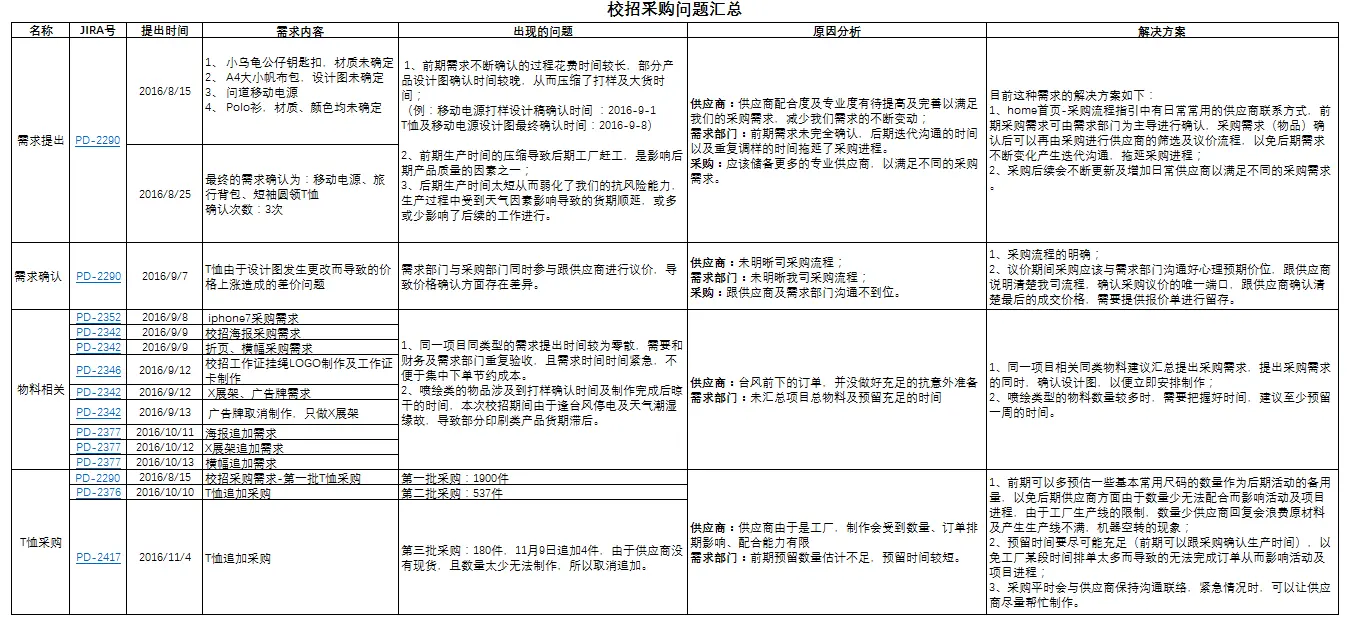 校招采购问题汇总
名称 JIRA号 提出时间 需求内容 出现的问题 原因分析 解决方案
需求提出
PD-2290
2016/8/15
1、 小乌龟公仔钥匙扣，材质未确定
2、 A4大小帆布包，设计图未确定
3、 问道移动电源
4、 Polo衫，材质、颜色均未确定
2016/8/25
最终的需求确认为：移动电源、旅
行背包、短袖圆领T恤
确认次数：3次
1、前期需求不断确认的过程花费时间较长，部分产
品设计图确认时间较晚，从而压缩了打样及大货时
间；
（例：移动电源打样设计稿确认时间：2016-9-1
T恤及移动电源设计图最终确认时间：2016-9-8）
2、前期生产时间的压缩导致后期工厂赶工，是影响后
期产品质量的因素之一；
3、后期生产时间太短从而弱化了我们的抗风险能力，
生产过程中受到天气因素影响导致的货期顺延，或多
或少影响了后续的工作进行。
供应商：供应商配合度及专业度有待提高及完善以满足
我们的采购需求，减少我们需求的不断变动；
需求部门：前期需求未完全确认，后期迭代沟通的时间
以及重复调样的时间拖延了采购进程。
采购：应该储备更多的专业供应商，以满足不同的采购
需求。
目前这种需求的解决方案如下：
1、home首页-采购流程指引中有日常常用的供应商联系方式，前
期采购需求可由需求部门为主导进行确认，采购需求（物品）确
认后可以再由采购进行供应商的筛选及议价流程，以免后期需求
不断变化产生迭代沟通，拖延采购进程；
2、采购后续会不断更新及增加日常供应商以满足不同的采购需求
。
需求确认
PD-2290
2016/9/7
T恤由于设计图发生更改而导致的价
格上涨造成的差价问题
需求部门与采购部门同时参与跟供应商进行议价，导
致价格确认方面存在差异。
供应商：未明晰司采购流程；
需求部门：未明晰我司采购流程；
采购：跟供应商及需求部门沟通不到位。
1、采购流程的明确；
2、议价期间采购应该与需求部门沟通好心理预期价位，跟供应商
说明清楚我司流程，确认采购议价的唯一端口，跟供应商确认清
楚最后的成交价格，需要提供报价单进行留存。
物料相关
PD-2352 2016/9/8 iphone7采购需求
PD-2342 2016/9/9 校招海报采购需求
PD-2342 2016/9/9 折页、横幅采购需求
PD-2346 2016/9/12 校招工作证挂绳LOGO制作及工作证
卡制作
PD-2342 2016/9/12 X展架、广告牌需求
PD-2342 2016/9/13 广告牌取消制作，只做X展架
PD-2377 2016/10/11 海报追加需求
PD-2377 2016/10/12 X展架追加需求
PD-2377 2016/10/13 横幅追加需求
1、同一项目同类型的需求提出时间较为零散，需要和
财务及需求部门重复验收，且需求时间时间紧急，不
便于集中下单节约成本。
2、喷绘类的物品涉及到打样确认时间及制作完成后晾
干的时间，本次校招期间由于逢台风停电及天气潮湿
缘故，导致部分印刷类产品货期滞后。
供应商：台风前下的订单，并没做好充足的抗意外准备
需求部门：未汇总项目总物料及预留充足的时间
1、同一项目相关同类物料建议汇总提出采购需求，提出采购需求
的同时，确认设计图，以便立即安排制作；
2、喷绘类型的物料数量较多时，需要把握好时间，建议至少预留
一周的时间。
T恤采购
PD-2290 2016/8/15 校招采购需求-第一批T恤采购 第一批采购：1900件
PD-2376 2016/10/10 T恤追加采购 第二批采购：537件
PD-2417 2016/11/4 T恤追加采购
第三批采购：180件，11月9日追加4件，由于供应商没
有现货，且数量太少无法制作，所以取消追加。
供应商：供应商由于是工厂，制作会受到数量、订单排
期影响、配合能力有限
需求部门：前期预留数量估计不足，预留时间较短。
1、前期可以多预估一些基本常用尺码的数量作为后期活动的备用
量，以免后期供应商方面由于数量少无法配合而影响活动及项目
进程，由于工厂生产线的限制，数量少供应商回复会浪费原材料
及产生生产线不满，机器空转的现象；
2、预留时间要尽可能充足（前期可以跟采购确认生产时间），以
免工厂某段时间排单太多而导致的无法完成订单从而影响活动及
项目进程；
3、采购平时会与供应商保持沟通联络，紧急情况时，可以让供应
商尽量帮忙制作。